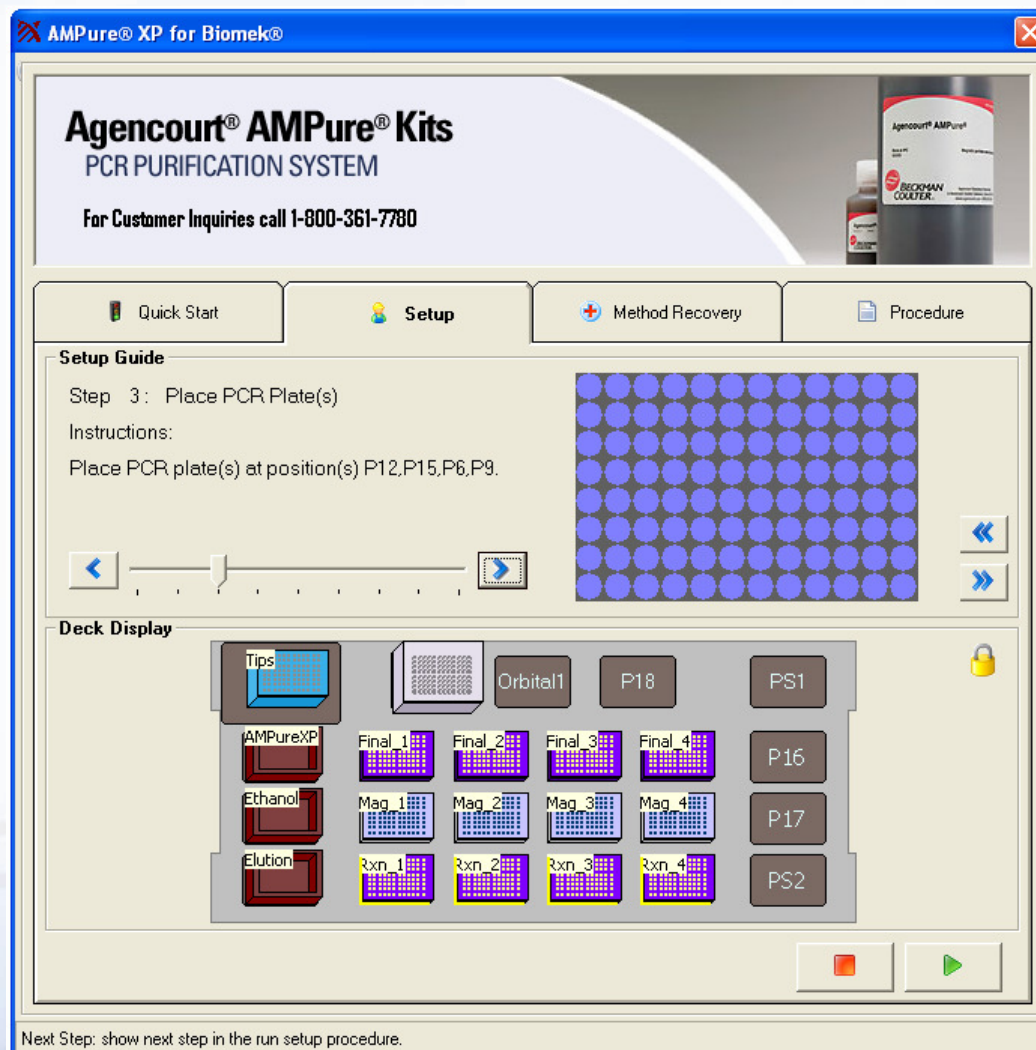 AMPure® XP for Biomek®
Agencourt® AMPure® Kits
PCR PURIFICATION SYSTEM
For Customer Inquiries call 1-800-361-7780
Agencourt® AMPure®
BECKMAN
COULTER
Quick Start
Setup
Method Recovery
Procedure
Setup Guide
Step 3: Place PCR Plate(s)
Instructions:
Place PCR plate(s) at position(s) P12,P15,P6,P9.
Deck Display
Tips
Orbital1
P18
PS1
AMPureXP
Final_1
Final_2
Final_3
Final_4
P16
Ethanol
Mag_1
Mag_2
Mag_3
Mag_4
P17
Elution
Rxn_1
Rxn_2
Rxn_3
Rxn_4
PS2
Next Step: show next step in the run setup procedure.